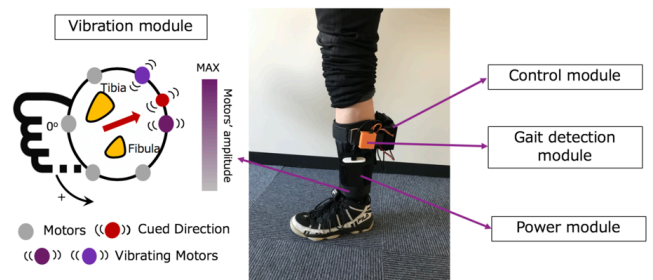 Vibration module
MAX
Tibia
0º
Fibula
Motors' amplitude
+
Motors
Cued Direction
Vibrating Motors
Control module
Gait detection
module
Power module